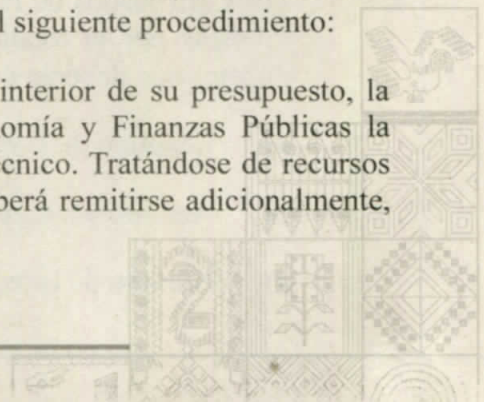 l siguiente procedimiento:
interior de su presupuesto, la
omía y Finanzas Públicas la
cnico. Tratándose de recursos
berá remitirse adicionalmente,